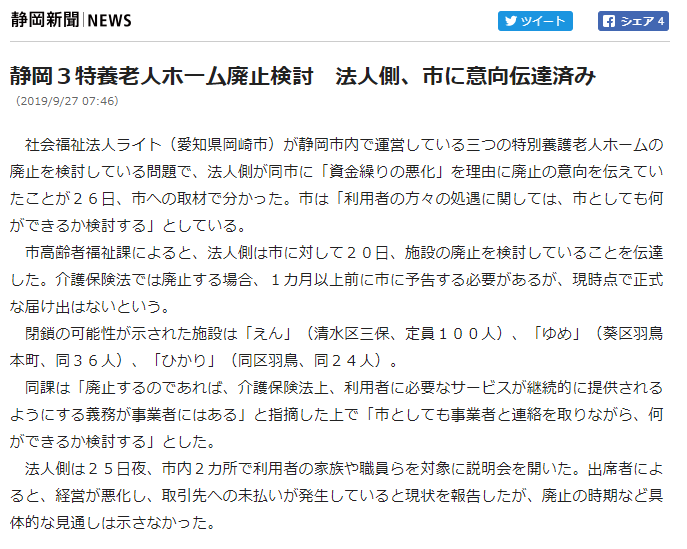 静岡新聞 NEWS
ツイート
シェア 4
静岡３特養老人ホーム廃止検討　法人側、市に意向伝達済み
（2019/9/27 07:46）
　社会福祉法人ライト（愛知県岡崎市）が静岡市内で運営している三つの特別養護老人ホームの
廃止を検討している問題で、法人側が同市に「資金繰りの悪化」を理由に廃止の意向を伝えてい
たことが２６日、市への取材で分かった。市は「利用者の方々の処遇に関しては、市としても何
ができるか検討する」としている。
　市高齢者福祉課によると、法人側は市に対して２０日、施設の廃止を検討していることを伝達
した。介護保険法では廃止する場合、１カ月以上前に市に予告する必要があるが、現時点で正式
な届け出はないという。
　閉鎖の可能性が示された施設は「えん」（清水区三保、定員１００人）、「ゆめ」（葵区羽鳥
本町、同３６人）、「ひかり」（同区羽鳥、同２４人）。
　同課は「廃止するのであれば、介護保険法上、利用者に必要なサービスが継続的に提供される
ようにする義務が事業者にはある」と指摘した上で「市としても事業者と連絡を取りながら、何
ができるか検討する」とした。
　法人側は２５日夜、市内２カ所で利用者の家族や職員らを対象に説明会を開いた。出席者によ
ると、経営が悪化し、取引先への未払いが発生していると現状を報告したが、廃止の時期など具
体的な見通しは示さなかった。